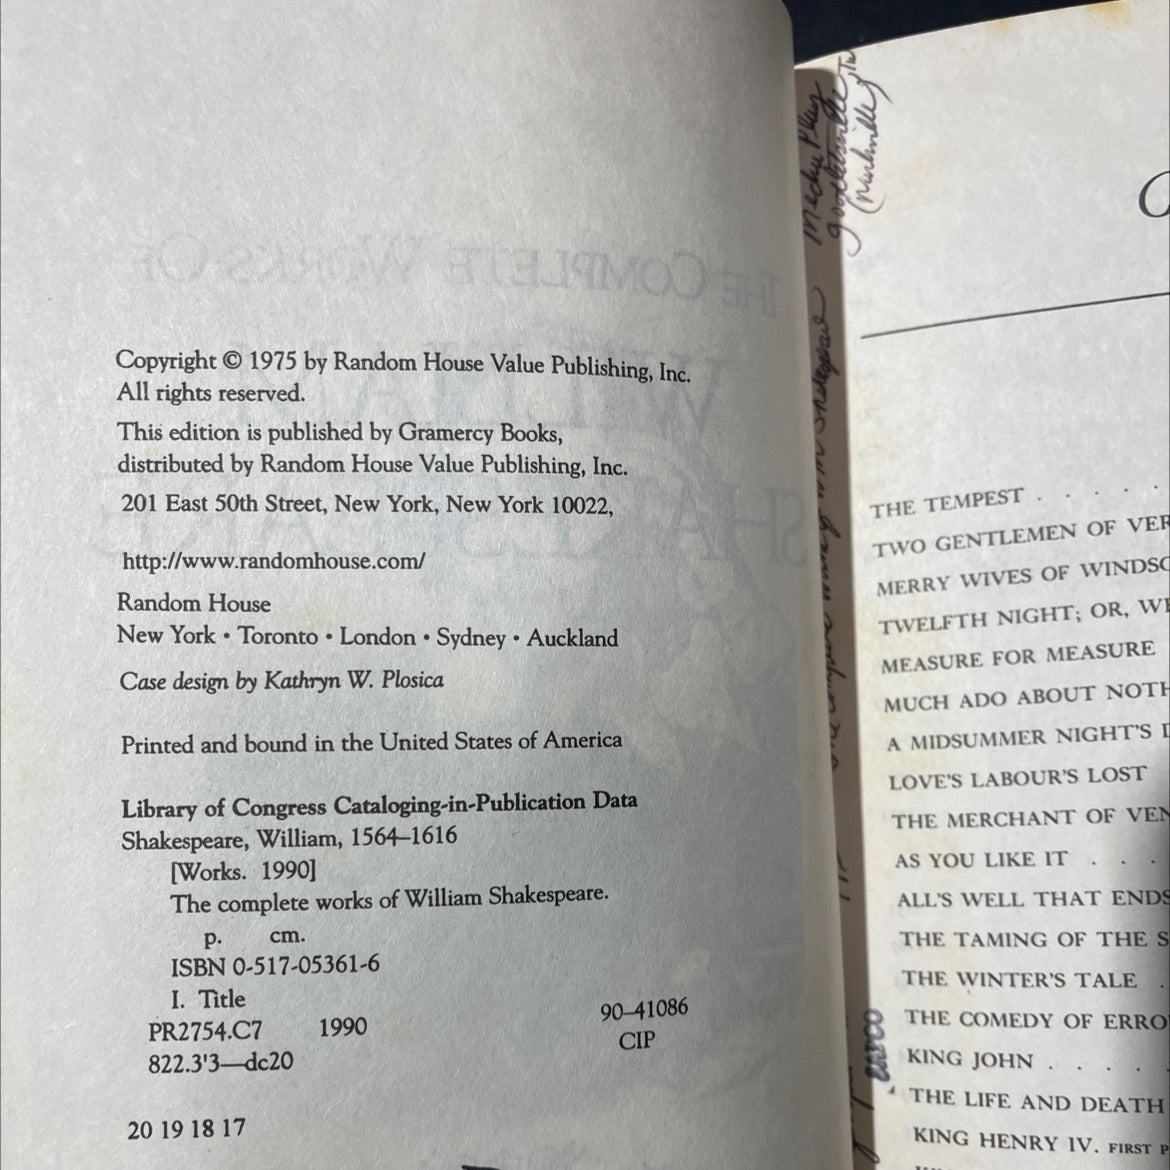 Copyright © 1975 by Random House Value Publishing, Inc.
All rights reserved.
This edition is published by Gramercy Books,
distributed by Random House Value Publishing, Inc.
201 East 50th Street, New York, New York 10022,
http://www.randomhouse.com/
Random House
New York • Toronto • London • Sydney • Auckland
Case design by Kathryn W. Plosica
Printed and bound in the United States of America
Library of Congress Cataloging-in-Publication Data
Shakespeare, William, 1564–1616
[Works. 1990]
The complete works of William Shakespeare.
p. cm.
ISBN 0-517-05361-6
I. Title
PR2754.C7 1990 90–41086
822.3'3—dc20 CIP
20 19 18 17
Media Play
Goodlettsville, TN
(Nashville)
THE TEMPEST . . . .
TWO GENTLEMEN OF VER
MERRY WIVES OF WINDSO
TWELFTH NIGHT; OR, WH
MEASURE FOR MEASURE
MUCH ADO ABOUT NOTH
A MIDSUMMER NIGHT'S D
LOVE'S LABOUR'S LOST
THE MERCHANT OF VEN
AS YOU LIKE IT . . .
ALL'S WELL THAT ENDS
THE TAMING OF THE S
THE WINTER'S TALE .
THE COMEDY OF ERRO
KING JOHN . . . .
THE LIFE AND DEATH
KING HENRY IV. FIRST P